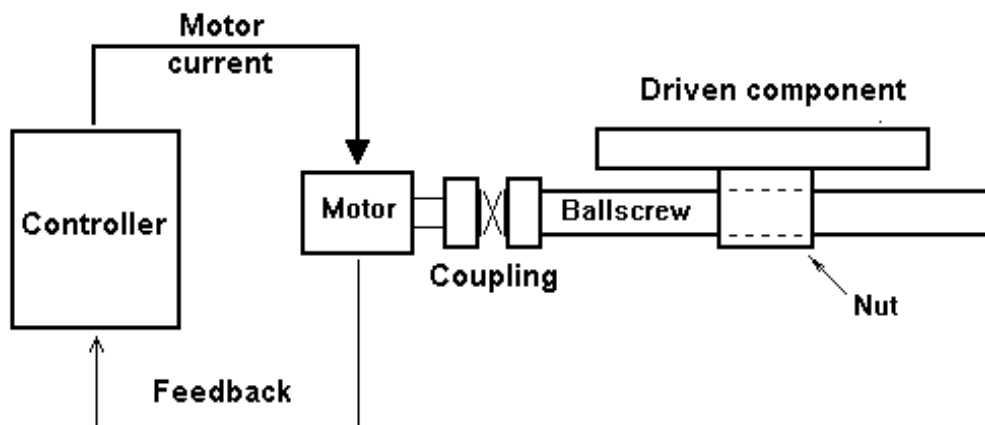 Motor
current
Driven component
Controller
Motor
Ballscrew
Coupling
Nut
Feedback